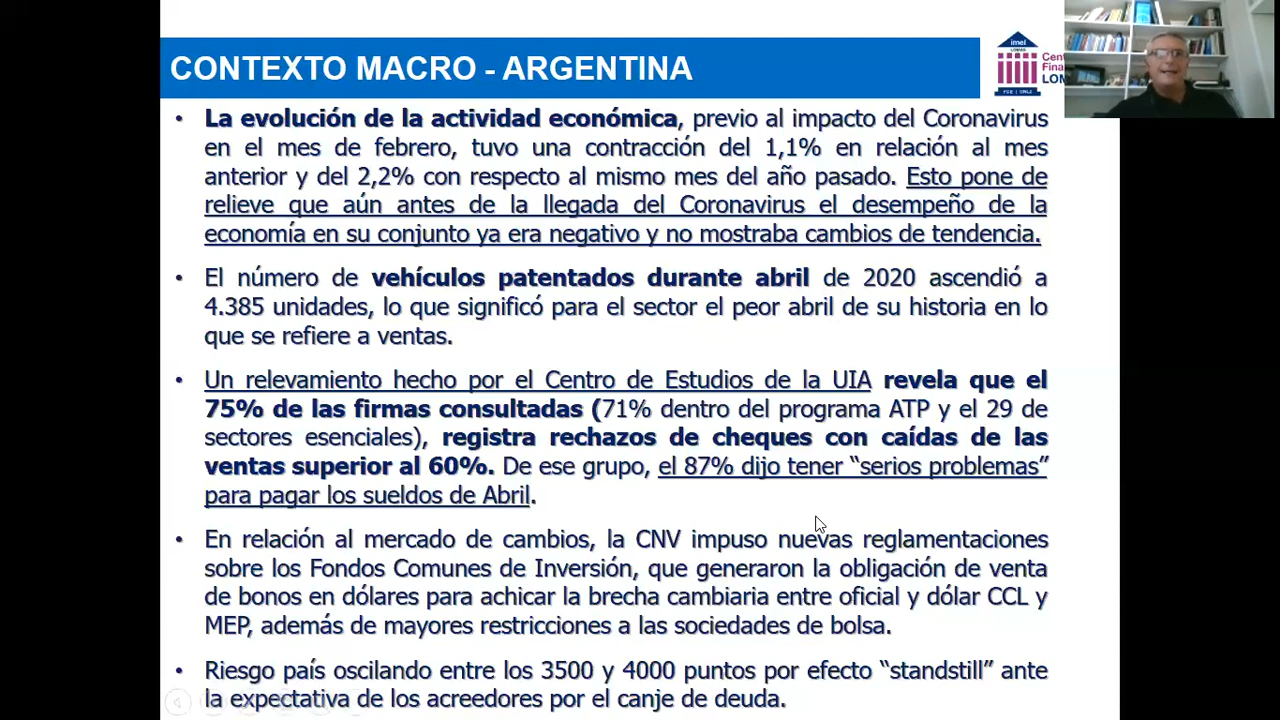 CONTEXTO MACRO - ARGENTINA
imel
LOMAS
FCE | UNLZ
Cent
Fina
LOM
• La evolución de la actividad económica, previo al impacto del Coronavirus
en el mes de febrero, tuvo una contracción del 1,1% en relación al mes
anterior y del 2,2% con respecto al mismo mes del año pasado. Esto pone de
relieve que aún antes de la llegada del Coronavirus el desempeño de la
economía en su conjunto ya era negativo y no mostraba cambios de tendencia.
• El número de vehículos patentados durante abril de 2020 ascendió a
4.385 unidades, lo que significó para el sector el peor abril de su historia en lo
que se refiere a ventas.
• Un relevamiento hecho por el Centro de Estudios de la UIA revela que el
75% de las firmas consultadas (71% dentro del programa ATP y el 29 de
sectores esenciales), registra rechazos de cheques con caídas de las
ventas superior al 60%. De ese grupo, el 87% dijo tener “serios problemas”
para pagar los sueldos de Abril.
• En relación al mercado de cambios, la CNV impuso nuevas reglamentaciones
sobre los Fondos Comunes de Inversión, que generaron la obligación de venta
de bonos en dólares para achicar la brecha cambiaria entre oficial y dólar CCL y
MEP, además de mayores restricciones a las sociedades de bolsa.
• Riesgo país oscilando entre los 3500 y 4000 puntos por efecto “standstill” ante
la expectativa de los acreedores por el canje de deuda.